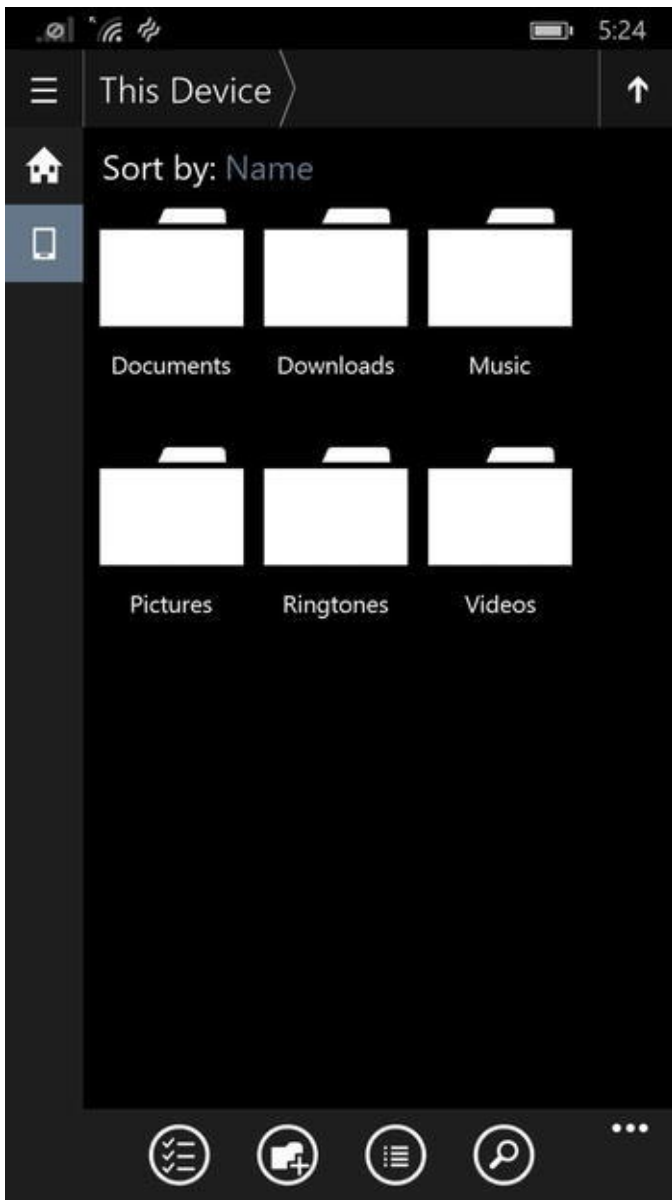 5:24
This Device
Sort by: Name
Documents Downloads Music
Pictures Ringtones Videos